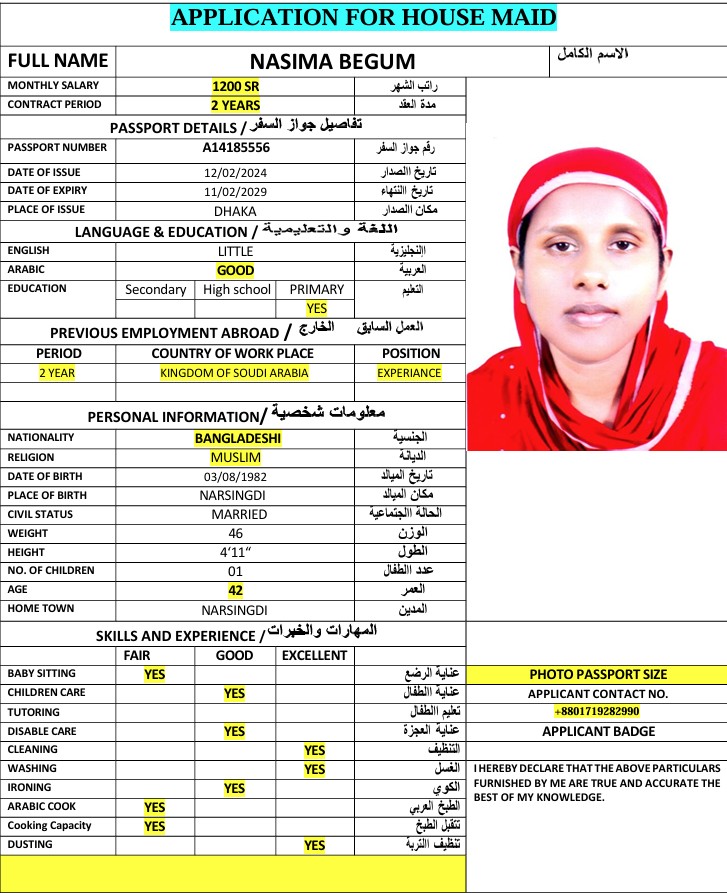 APPLICATION FOR HOUSE MAID
FULL NAME NASIMA BEGUM الاسم الكامل
MONTHLY SALARY 1200 SR راتب الشهر
CONTRACT PERIOD 2 YEARS مدة العقد
PASSPORT DETAILS / تفاصيل جواز السفر
PASSPORT NUMBER A14185556 رقم جواز السفر
DATE OF ISSUE 12/02/2024 تاريخ االصدار
DATE OF EXPIRY 11/02/2029 تاريخ االنتهاء
PLACE OF ISSUE DHAKA مكان االصدار
LANGUAGE & EDUCATION / اللغة والتعليمية
ENGLISH LITTLE اإلنجليزية
ARABIC GOOD العربية
EDUCATION Secondary High school PRIMARY التعليم
YES
PREVIOUS EMPLOYMENT ABROAD / العمل السابق الخارج
PERIOD COUNTRY OF WORK PLACE POSITION
2 YEAR KINGDOM OF SOUDI ARABIA EXPERIANCE
PERSONAL INFORMATION/ معلومات شخصية
NATIONALITY BANGLADESHI الجنسية
RELIGION MUSLIM الديانة
DATE OF BIRTH 03/08/1982 تاريخ الميالد
PLACE OF BIRTH NARSINGDI مكان الميالد
CIVIL STATUS MARRIED الحالة االجتماعية
WEIGHT 46 الوزن
HEIGHT 4‘11“ الطول
NO. OF CHILDREN 01 عدد االطفال
AGE 42 العمر
HOME TOWN NARSINGDI المدين
SKILLS AND EXPERIENCE / المهارات والخبرات
FAIR GOOD EXCELLENT
BABY SITTING YES عناية الرضع
CHILDREN CARE YES عناية االطفال
TUTORING تعليم االطفال
DISABLE CARE YES عناية العجزة
CLEANING YES التنظيف
WASHING YES الغسل
IRONING YES الكوي
ARABIC COOK YES الطبخ العربي
Cooking Capacity YES تتقبل الطبخ
DUSTING YES تنظيف االتربة
PHOTO PASSPORT SIZE
APPLICANT CONTACT NO.
+8801719282990
APPLICANT BADGE
I HEREBY DECLARE THAT THE ABOVE PARTICULARS
FURNISHED BY ME ARE TRUE AND ACCURATE THE
BEST OF MY KNOWLEDGE.